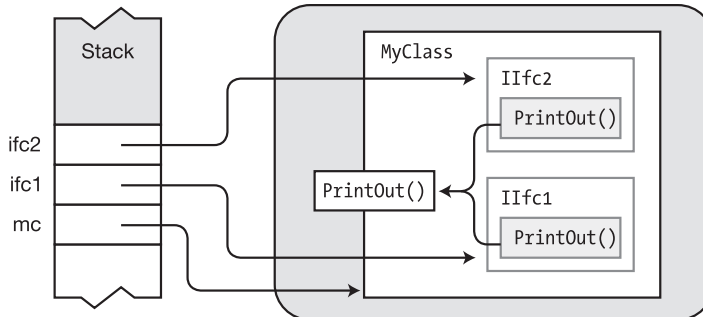 Stack
MyClass
IIfc2
PrintOut()
ifc2
ifc1
mc
PrintOut()
IIfc1
PrintOut()